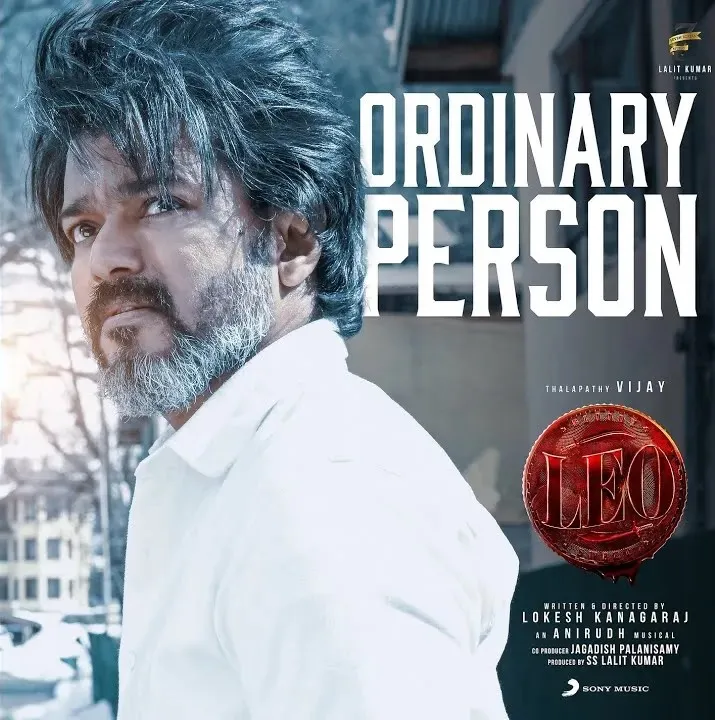 LALIT KUMAR
PRESENTS
ORDINARY
PERSON
THALAPATHY VIJAY
LEO
WRITTEN & DIRECTED BY
LOKESH KANAGARAJ
AN ANIRUDH MUSICAL
CO PRODUCER JAGADISH PALANISAMY
PRODUCED BY SS LALIT KUMAR
SONY MUSIC